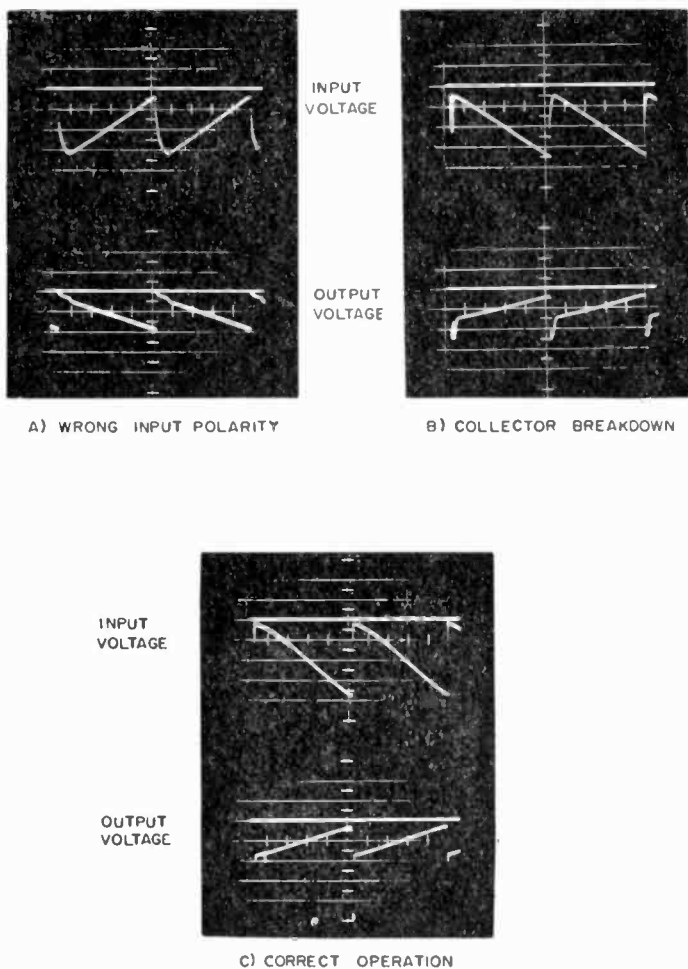 INPUT
VOLTAGE
OUTPUT
VOLTAGE
A) WRONG INPUT POLARITY
B) COLLECTOR BREAKDOWN
INPUT
VOLTAGE
OUTPUT
VOLTAGE
C) CORRECT OPERATION